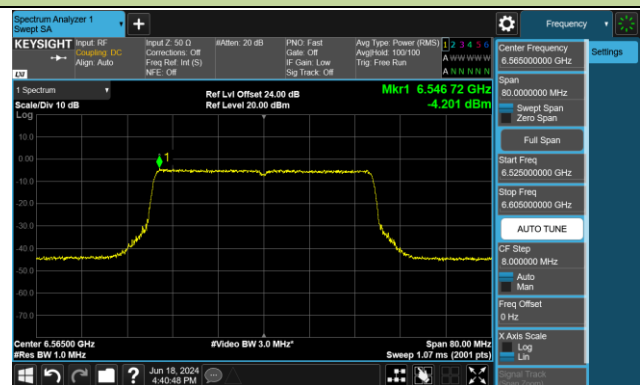 Spectrum Analyzer 1
Swept SA
Frequency
KEYSIGHT
Input: RF
Coupling: DC
Align: Auto
Input Z: 50 Ω
Corrections: Off
Freq Ref: Int (S)
NFE: Off
#Atten: 20 dB
PNO: Fast
Gate: Off
IF Gain: Low
Sig Track: Off
Avg Type: Power (RMS)
Avg|Hold: 100/100
Trig: Free Run
1 2 3 4 5 6
A W W W W W
A N N N N N
LXI
1 Spectrum
Scale/Div 10 dB
Log
Ref Lvl Offset 24.00 dB
Ref Level 20.00 dBm
Mkr1 6.546 72 GHz
-4.201 dBm
10.0
0.00
-10.0
-20.0
-30.0
-40.0
-50.0
-60.0
-70.0
1
Center 6.56500 GHz
#Res BW 1.0 MHz
#Video BW 3.0 MHz*
Span 80.00 MHz
Sweep 1.07 ms (2001 pts)
Jun 18, 2024
4:40:48 PM
Center Frequency
6.565000000 GHz
Settings
Span
80.0000000 MHz
Swept Span
Zero Span
Full Span
Start Freq
6.525000000 GHz
Stop Freq
6.605000000 GHz
AUTO TUNE
CF Step
8.000000 MHz
Auto
Man
Freq Offset
0 Hz
X Axis Scale
Log
Lin
Signal Track
(Span Zoom)